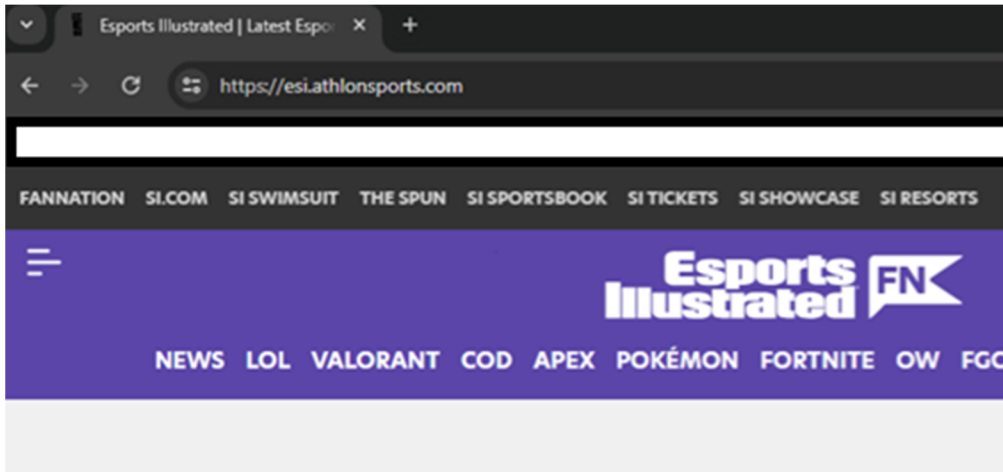 Esports Illustrated | Latest Espo
https://esi.athlonsports.com
FANNATION SI.COM SI SWIMSUIT THE SPUN SI SPORTSBOOK SI TICKETS SI SHOWCASE SI RESORTS
Esports
Illustrated FN
NEWS LOL VALORANT COD APEX POKÉMON FORTNITE OW FGC